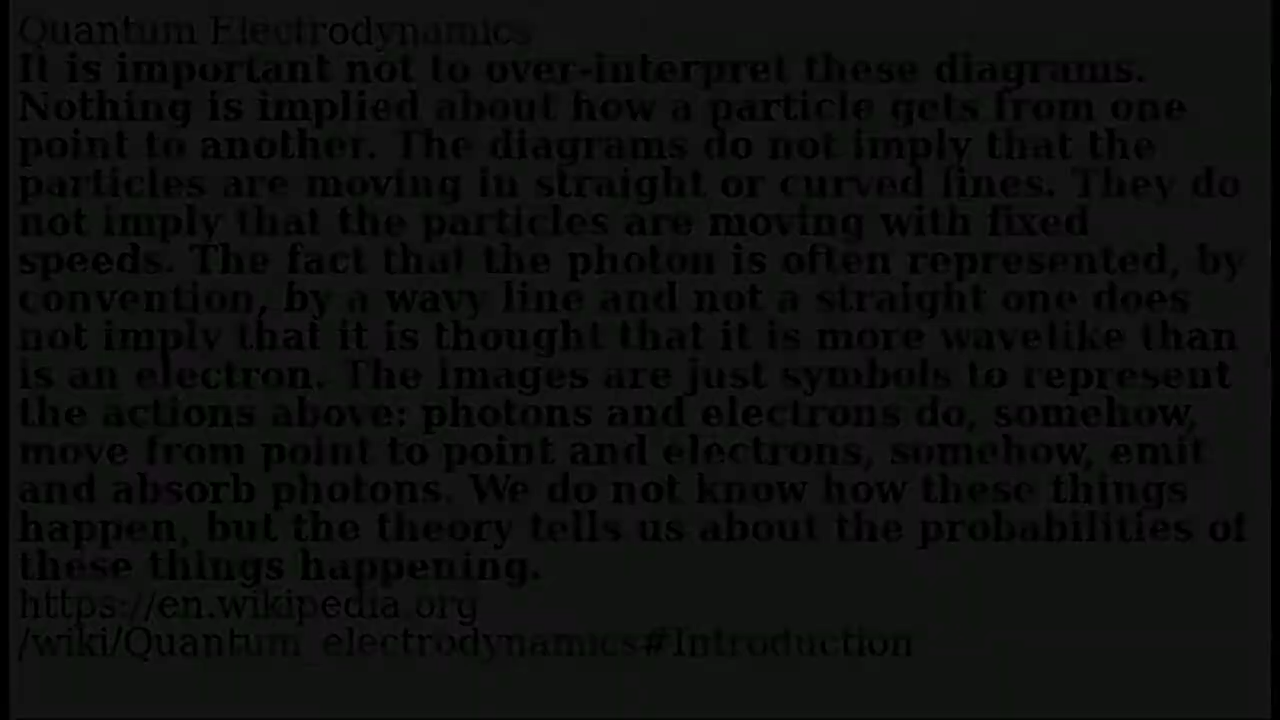 Quantum Electrodynamics
It is important not to over-interpret these diagrams.
Nothing is implied about how a particle gets from one
point to another. The diagrams do not imply that the
particles are moving in straight or curved lines. They do
not imply that the particles are moving with fixed
speeds. The fact that the photon is often represented, by
convention, by a wavy line and not a straight one does
not imply that it is thought that it is more wavelike than
is an electron. The images are just symbols to represent
the actions above: photons and electrons do, somehow,
move from point to point and electrons, somehow, emit
and absorb photons. We do not know how these things
happen, but the theory tells us about the probabilities of
these things happening.
https://en.wikipedia.org
/wiki/Quantum_electrodynamics#Introduction